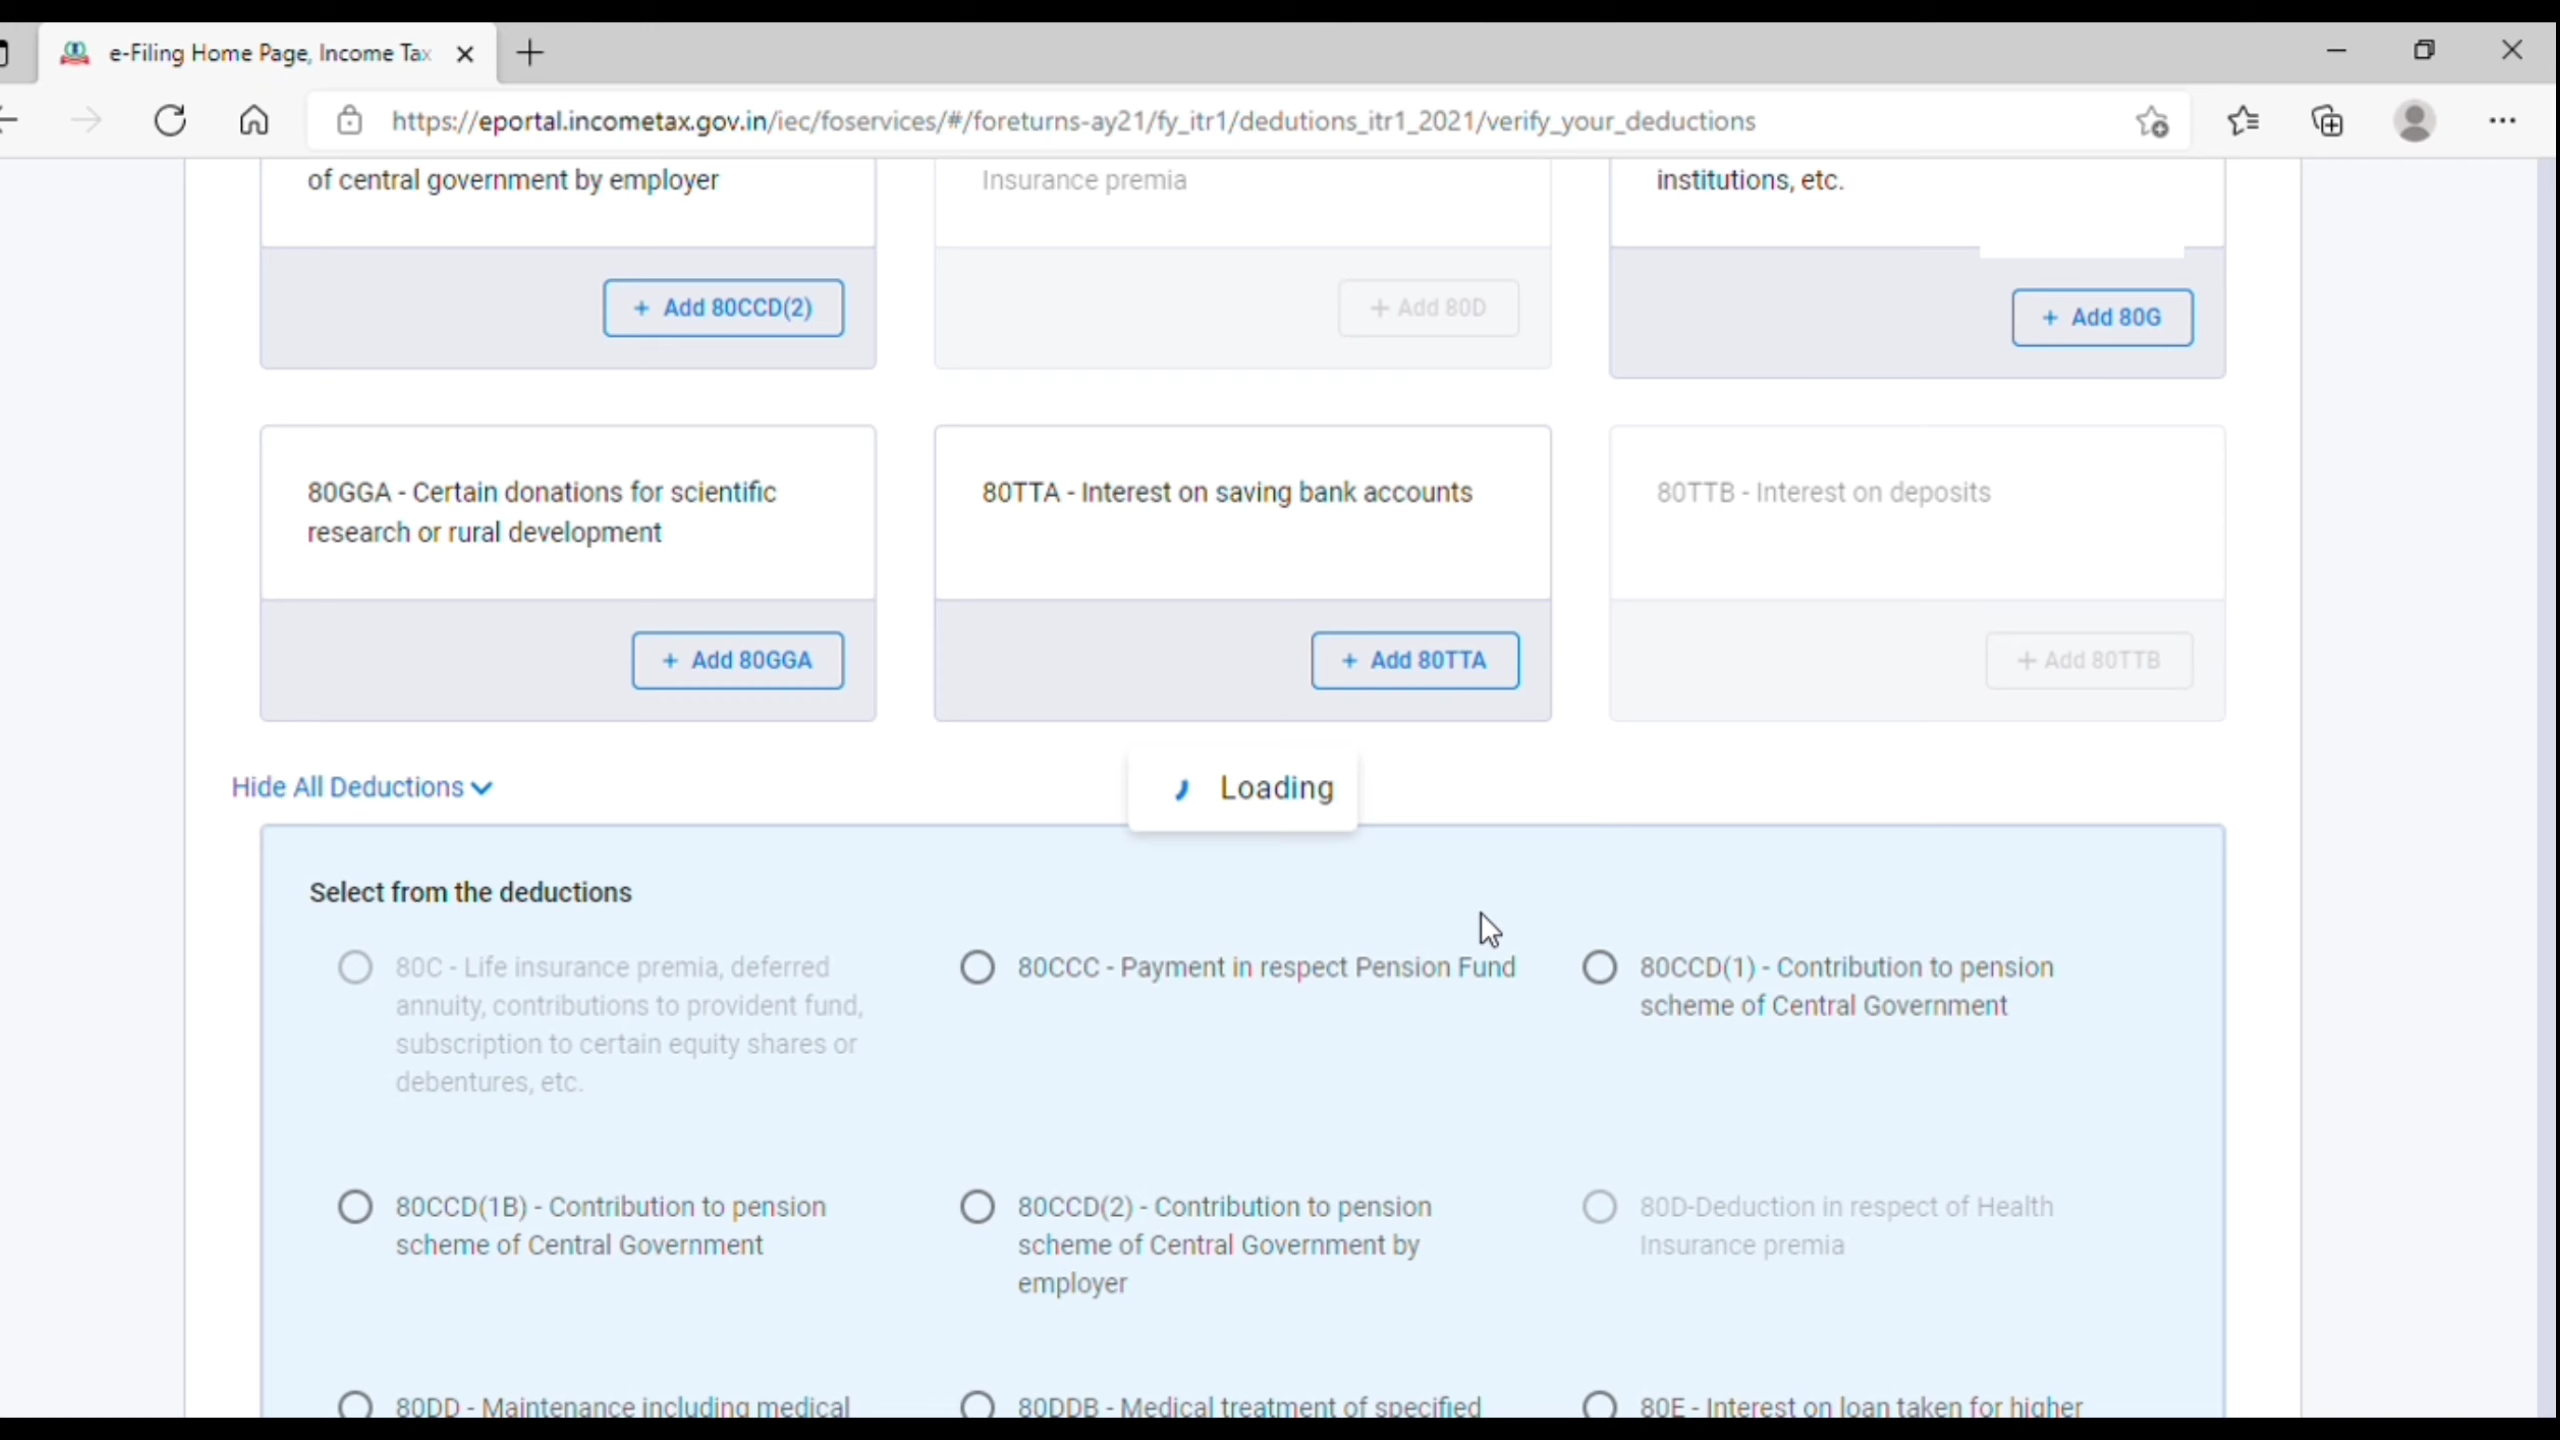 e-Filing Home Page, Income Tax
https://eportal.incometax.gov.in/iec/foservices/#/foreturns-ay21/fy_itr1/dedutions_itr1_2021/verify_your_deductions
of central government by employer
Insurance premia
institutions, etc.
+ Add 80CCD(2)
+ Add 80D
+ Add 80G
80GGA - Certain donations for scientific
research or rural development
80TTA - Interest on saving bank accounts
80TTB - Interest on deposits
+ Add 80GGA
+ Add 80TTA
+ Add 80TTB
Hide All Deductions
Loading
Select from the deductions
80C - Life insurance premia, deferred
annuity, contributions to provident fund,
subscription to certain equity shares or
debentures, etc.
80CCC - Payment in respect Pension Fund
80CCD(1) - Contribution to pension
scheme of Central Government
80CCD(1B) - Contribution to pension
scheme of Central Government
80CCD(2) - Contribution to pension
scheme of Central Government by
employer
80D-Deduction in respect of Health
Insurance premia
80DD - Maintenance including medical
80DDB - Medical treatment of specified
80E - Interest on loan taken for higher